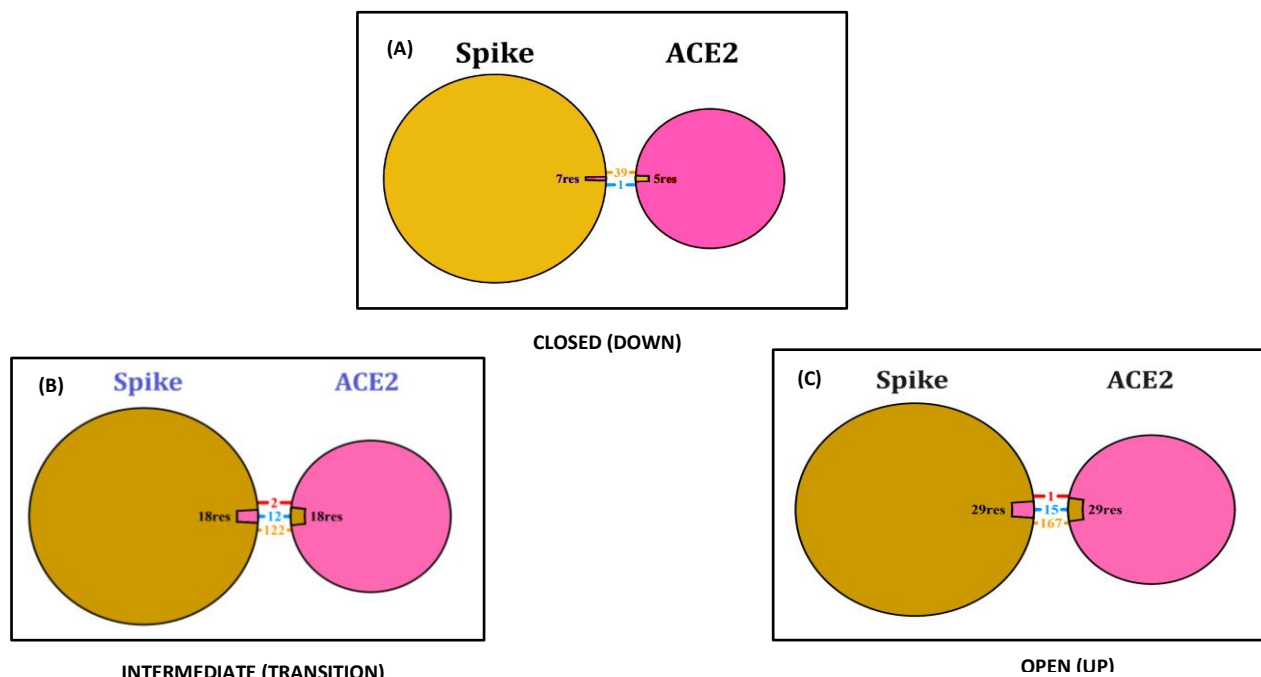 (A)
Spike ACE2
39
7res 5res
1
CLOSED (DOWN)
(B)
Spike ACE2
2
18res 12 18res
122
INTERMEDIATE (TRANSITION)
(C)
Spike ACE2
1
29res 15 29res
167
OPEN (UP)